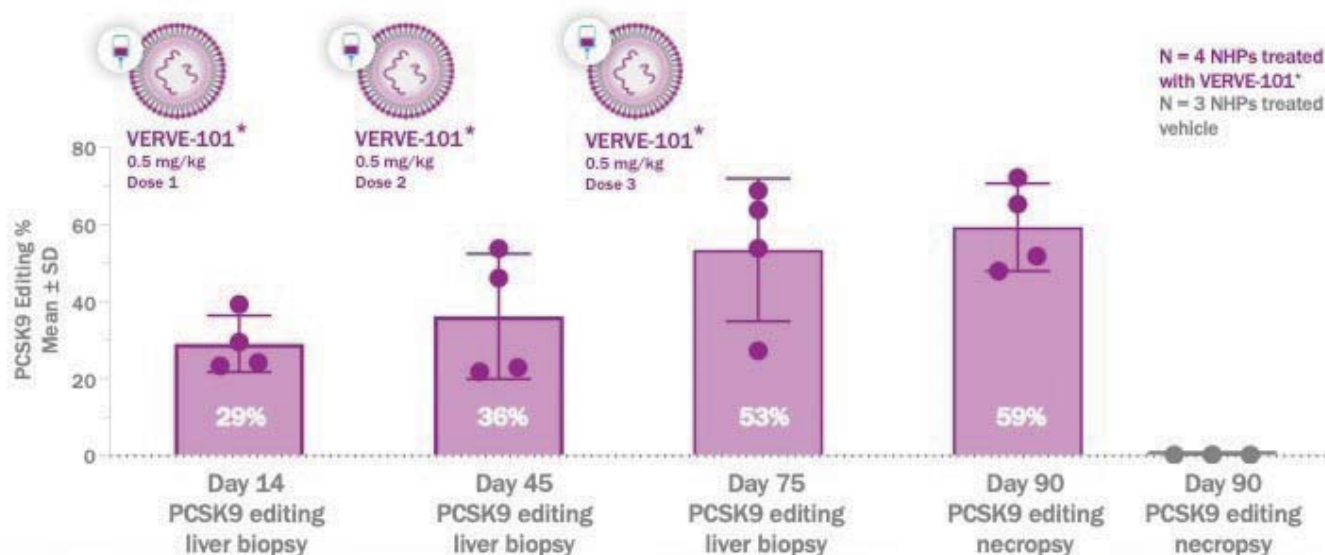 VERVE-101*
0.5 mg/kg
Dose 1
VERVE-101*
0.5 mg/kg
Dose 2
VERVE-101*
0.5 mg/kg
Dose 3
N = 4 NHPs treated
with VERVE-101*
N = 3 NHPs treated
vehicle
PCSK9 Editing %
Mean ± SD
80
60
40
20
0
29%
36%
53%
59%
Day 14
PCSK9 editing
liver biopsy
Day 45
PCSK9 editing
liver biopsy
Day 75
PCSK9 editing
liver biopsy
Day 90
PCSK9 editing
necropsy
Day 90
PCSK9 editing
necropsy